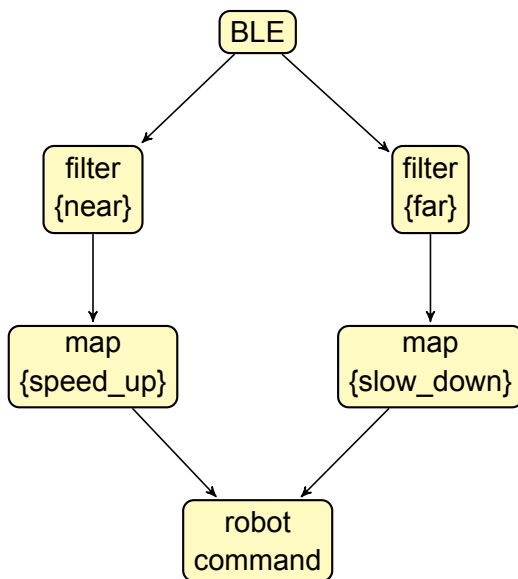 BLE
filter
{near}
filter
{far}
map
{speed_up}
map
{slow_down}
robot
command